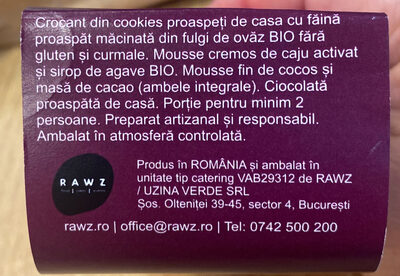 Crocant din cookies proaspeți de casa cu făină
proaspăt măcinată din fulgi de ovăz BIO fără
gluten și curmale. Mousse cremos de caju activat
și sirop de agave BIO. Mousse fin de cocos și
masă de cacao (ambele integrale). Ciocolată
proaspătă de casă. Porție pentru minim 2
persoane. Preparat artizanal și responsabil.
Ambalat în atmosferă controlată.
RAWZ
Produs în ROMÂNIA și ambalat în
unitate tip catering VAB29312 de RAWZ
/ UZINA VERDE SRL
Șos. Olteniței 39-45, sector 4, București
rawz.ro | office@rawz.ro | Tel: 0742 500 200